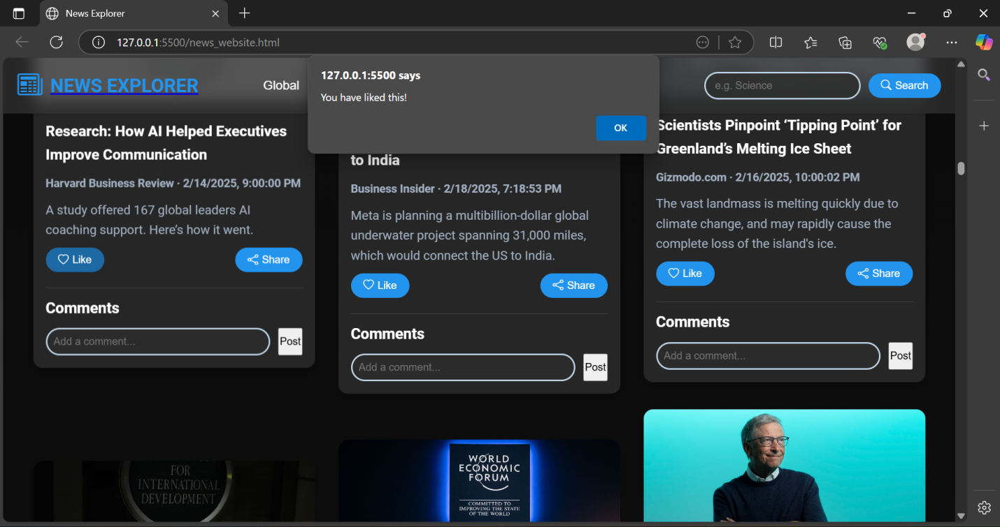 News Explorer
127.0.0.1:5500/news_website.html
127.0.0.1:5500 says
You have liked this!
OK
NEWS EXPLORER
Global
e.g. Science
Search
Research: How AI Helped Executives
Improve Communication
Harvard Business Review · 2/14/2025, 9:00:00 PM
A study offered 167 global leaders AI
coaching support. Here’s how it went.
Like
Share
Comments
Add a comment...
Post
to India
Business Insider · 2/18/2025, 7:18:53 PM
Meta is planning a multibillion-dollar global
underwater project spanning 31,000 miles,
which would connect the US to India.
Like
Share
Comments
Add a comment...
Post
Scientists Pinpoint ‘Tipping Point’ for
Greenland’s Melting Ice Sheet
Gizmodo.com · 2/16/2025, 10:00:02 PM
The vast landmass is melting quickly due to
climate change, and may rapidly cause the
complete loss of the island's ice.
Like
Share
Comments
Add a comment...
Post
FOR
INTERNATIONAL
DEVELOPMENT
WORLD
ECONOMIC
FORUM
COMMITTED TO
IMPROVING THE STATE
OF THE WORLD